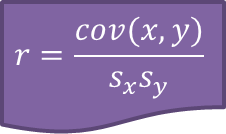 r = cov(x, y) / s_x s_y